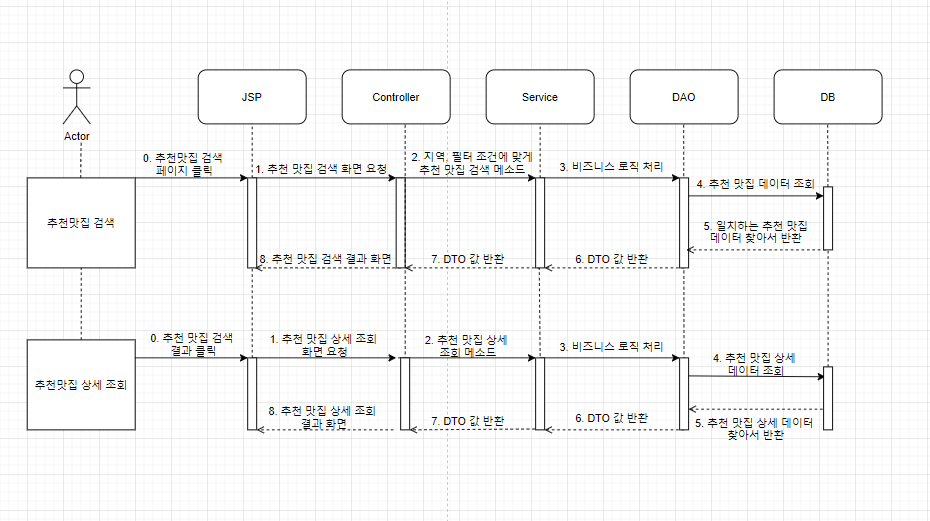 JSP
Controller
Service
DAO
DB
Actor
0. 추천맛집 검색
페이지 클릭
1. 추천 맛집 검색 화면 요청
2. 지역, 필터 조건에 맞게
추천 맛집 검색 메소드
3. 비즈니스 로직 처리
4. 추천 맛집 데이터 조회
추천맛집 검색
5. 일치하는 추천 맛집
데이터 찾아서 반환
8. 추천 맛집 검색 결과 화면
7. DTO 값 반환
6. DTO 값 반환
0. 추천 맛집 검색
결과 클릭
1. 추천 맛집 상세 조회
화면 요청
2. 추천 맛집 상세
조회 메소드
3. 비즈니스 로직 처리
4. 추천 맛집 상세
데이터 조회
추천맛집 상세 조회
8. 추천 맛집 상세 조회
결과 화면
7. DTO 값 반환
6. DTO 값 반환
5. 추천 맛집 상세 데이터
찾아서 반환